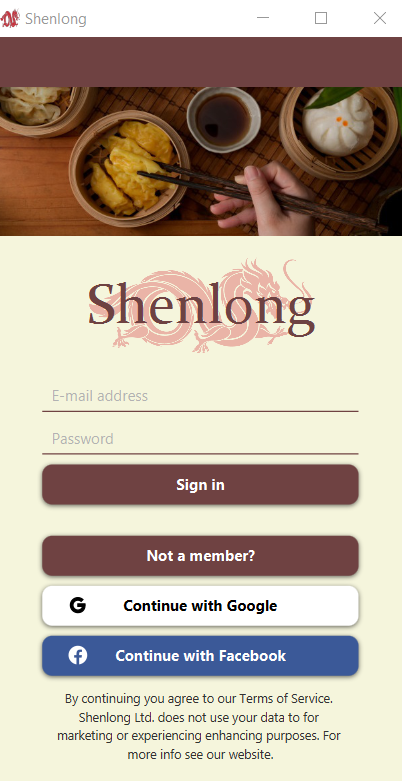 Shenlong
Shenlong
E-mail address
Password
Sign in
Not a member?
Continue with Google
Continue with Facebook
By continuing you agree to our Terms of Service.
Shenlong Ltd. does not use your data to for
marketing or experiencing enhancing purposes. For
more info see our website.